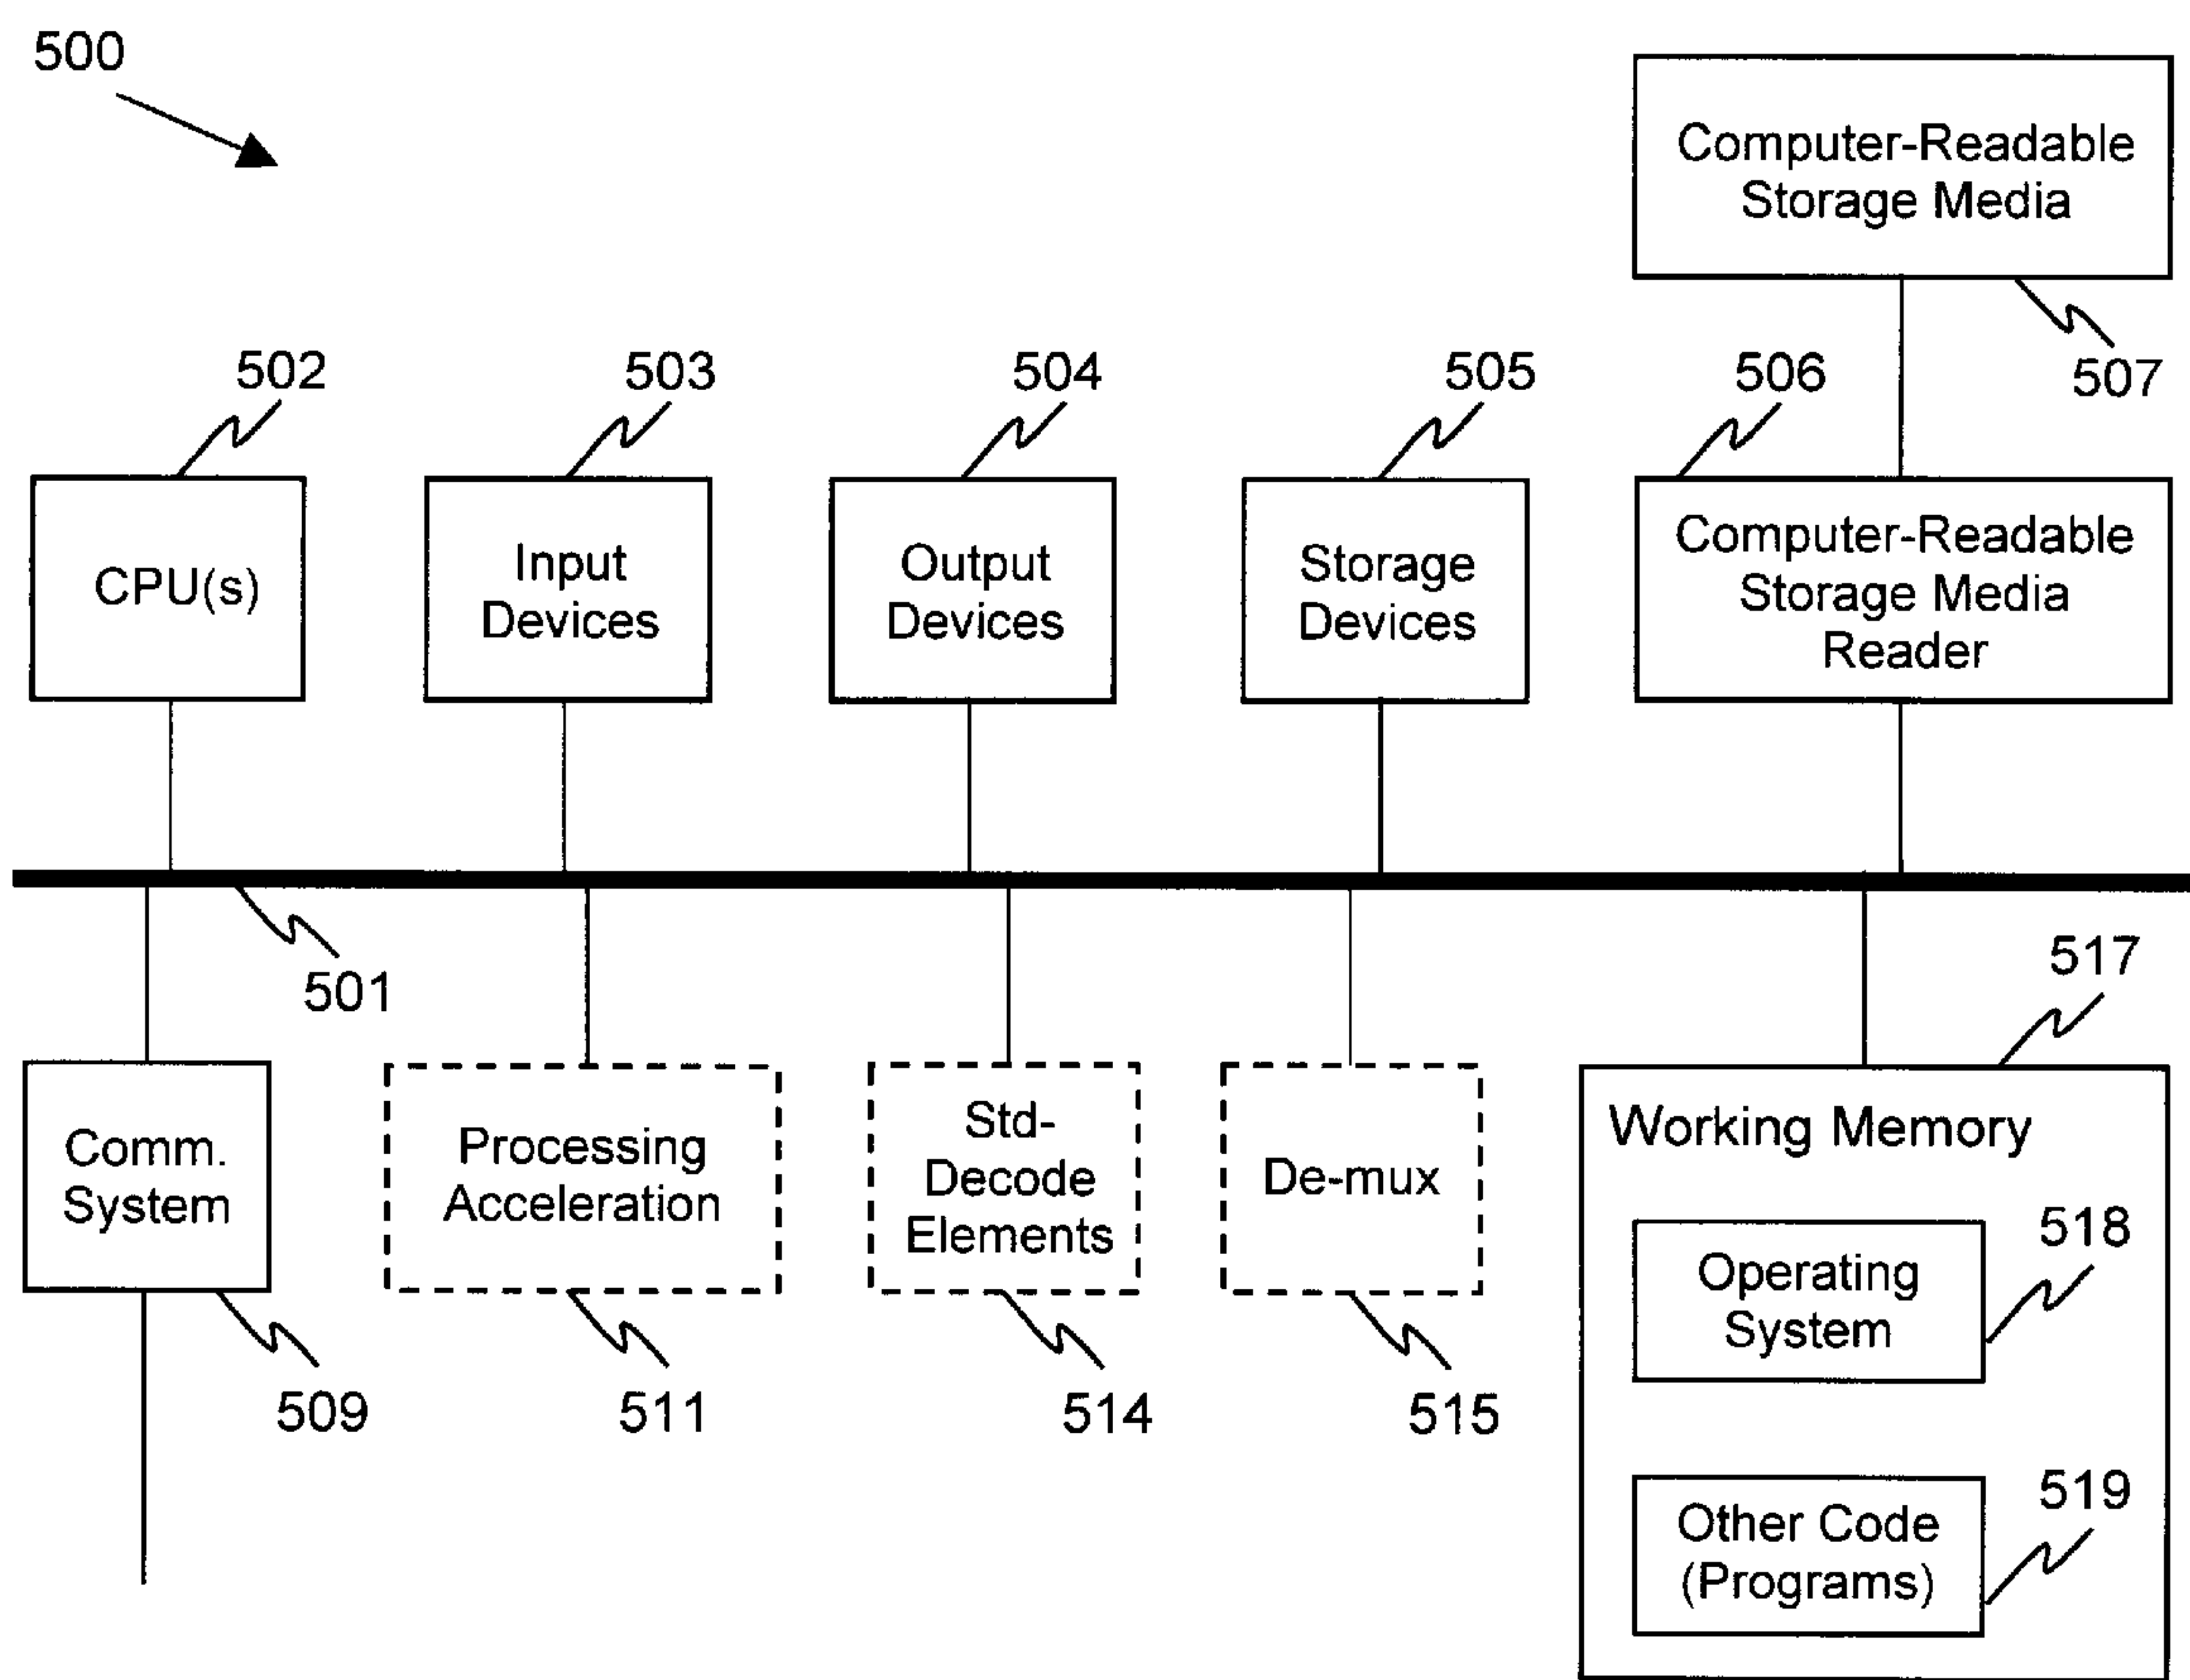 500
Computer-Readable
Storage Media
507
502
503
504
505
506
CPU(s)
Input
Devices
Output
Devices
Storage
Devices
Computer-Readable
Storage Media
Reader
501
517
Comm.
System
509
Processing
Acceleration
511
Std-
Decode
Elements
514
De-mux
515
Working Memory
Operating
System
518
Other Code
(Programs)
519